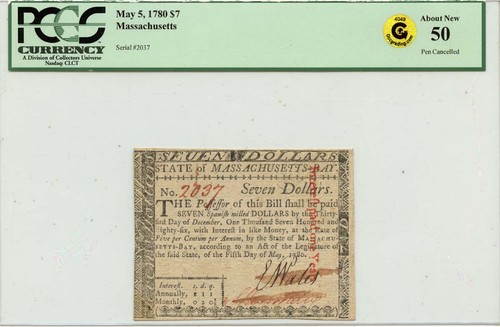 PCGS
CURRENCY
A Division of Collectors Universe
Nasdaq: CLCT
May 5, 1780 $7
Massachusetts
Serial #2037
About New
50
Pen Cancelled
SEVEN DOLLARS
STATE of MASSACHUSETTS-BAY.
No. 2037 Seven Dollars.
THE Possessor of this Bill shall be paid
SEVEN Spanish milled DOLLARS by the Thirty-
first Day of December, One Thousand Seven Hundred and
Eighty-six, with Interest in like Money, at the Rate of
Five per Centum per Annum, by the State of MASSACHU-
SETTS-BAY, according to an Act of the Legislature of
the said State, of the Fifth Day of May, 1780.
Interest. s. d. q.
Annually,
Monthly,